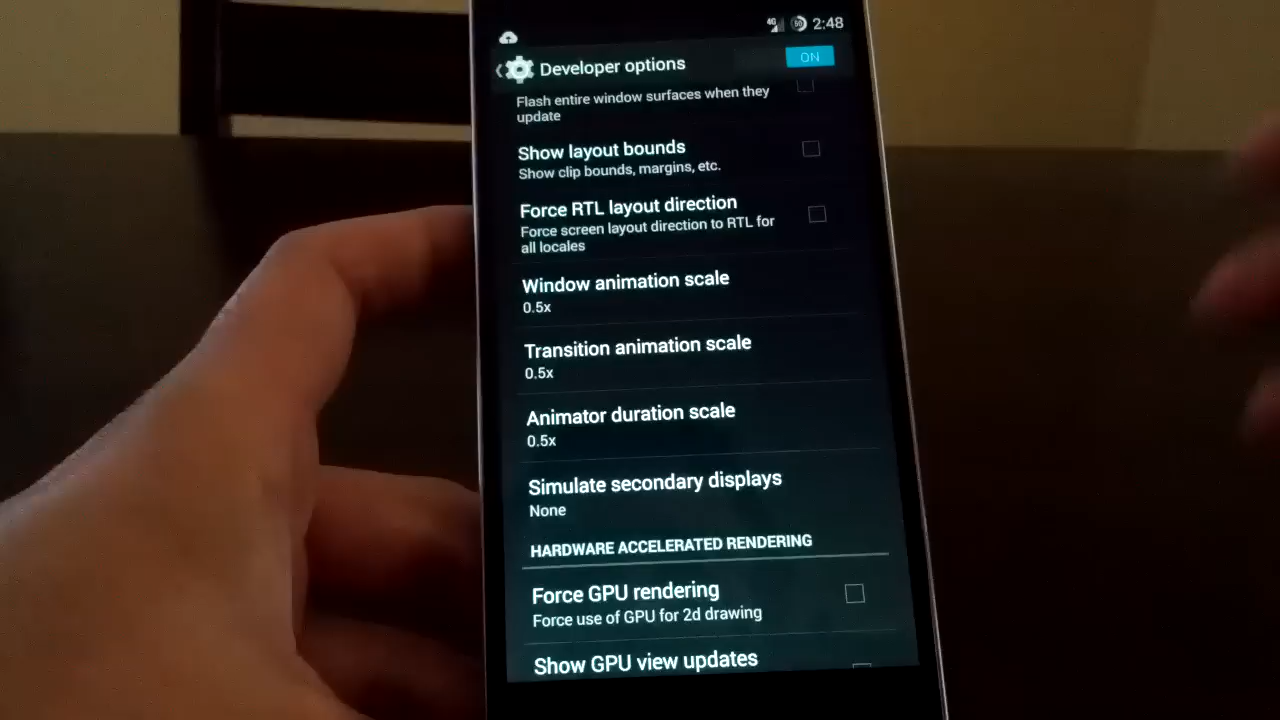 4G 50 2:48
Developer options ON
Flash entire window surfaces when they
update
Show layout bounds
Show clip bounds, margins, etc.
Force RTL layout direction
Force screen layout direction to RTL for
all locales
Window animation scale
0.5x
Transition animation scale
0.5x
Animator duration scale
0.5x
Simulate secondary displays
None
HARDWARE ACCELERATED RENDERING
Force GPU rendering
Force use of GPU for 2d drawing
Show GPU view updates